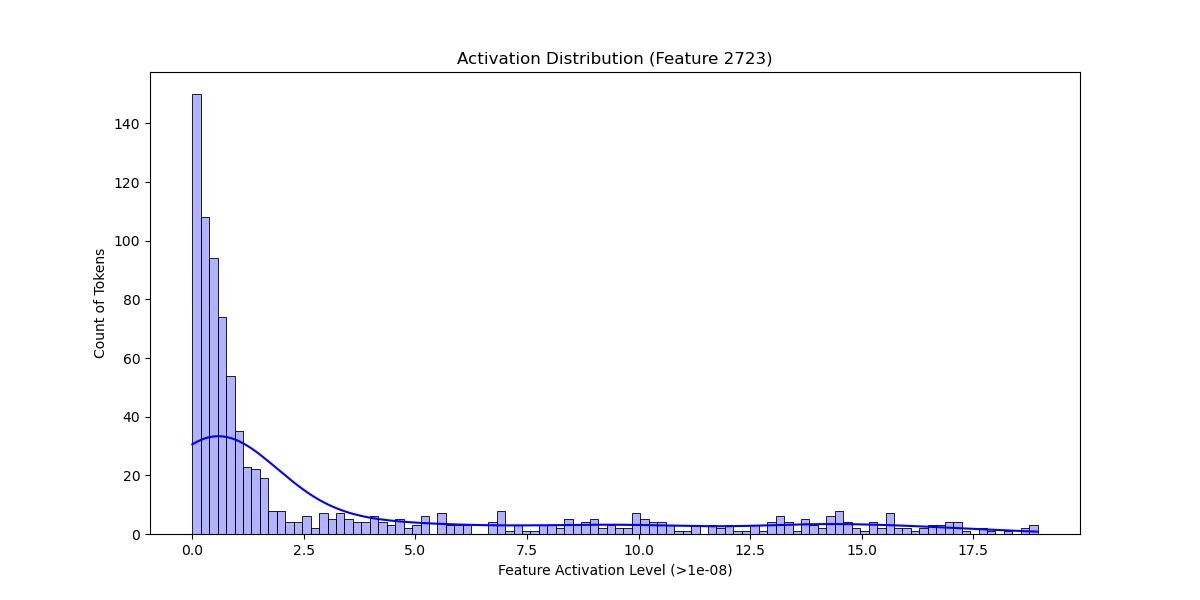 Activation Distribution (Feature 2723)
Count of Tokens
140
120
100
80
60
40
20
0
0.0 2.5 5.0 7.5 10.0 12.5 15.0 17.5
Feature Activation Level (>1e-08)